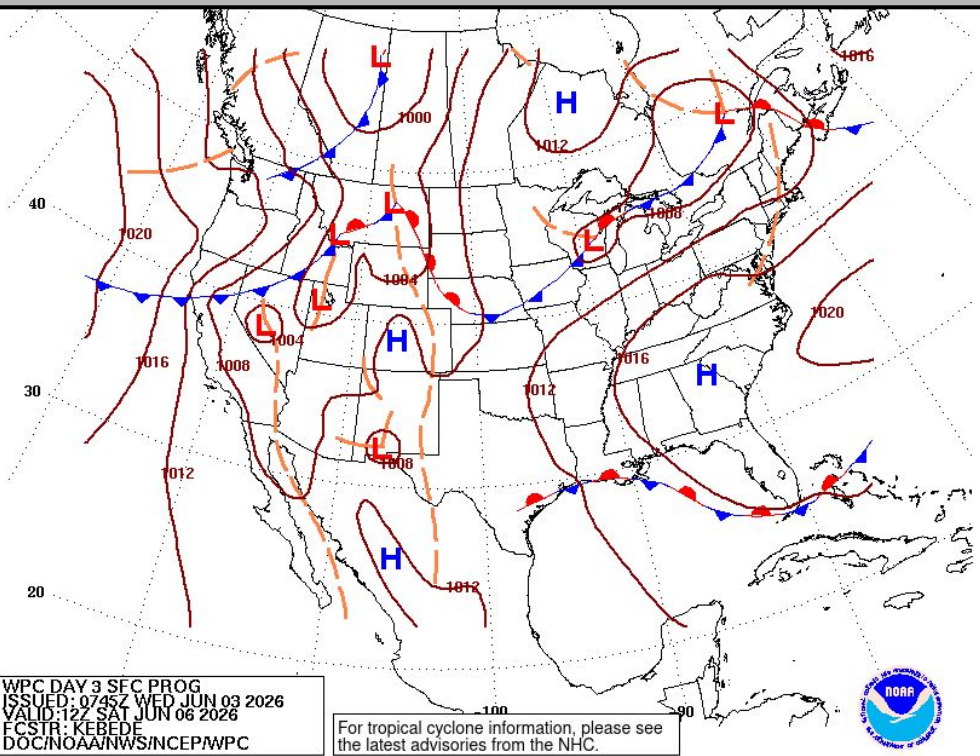 1016
L
1000
H
L
1012
40
L
1008
1020
L
L
1004
L
1020
L
1004
H
1016
1008
1016
H
30
1012
L
1008
1012
H
1012
20
WPC DAY 3 SFC PROG
ISSUED: 0745Z WED JUN 03 2026
VALID: 12Z SAT JUN 06 2026
FCSTR: KEBEDE
DOC/NOAA/NWS/NCEP/WPC
-100
-90
For tropical cyclone information, please see
the latest advisories from the NHC.
NOAA